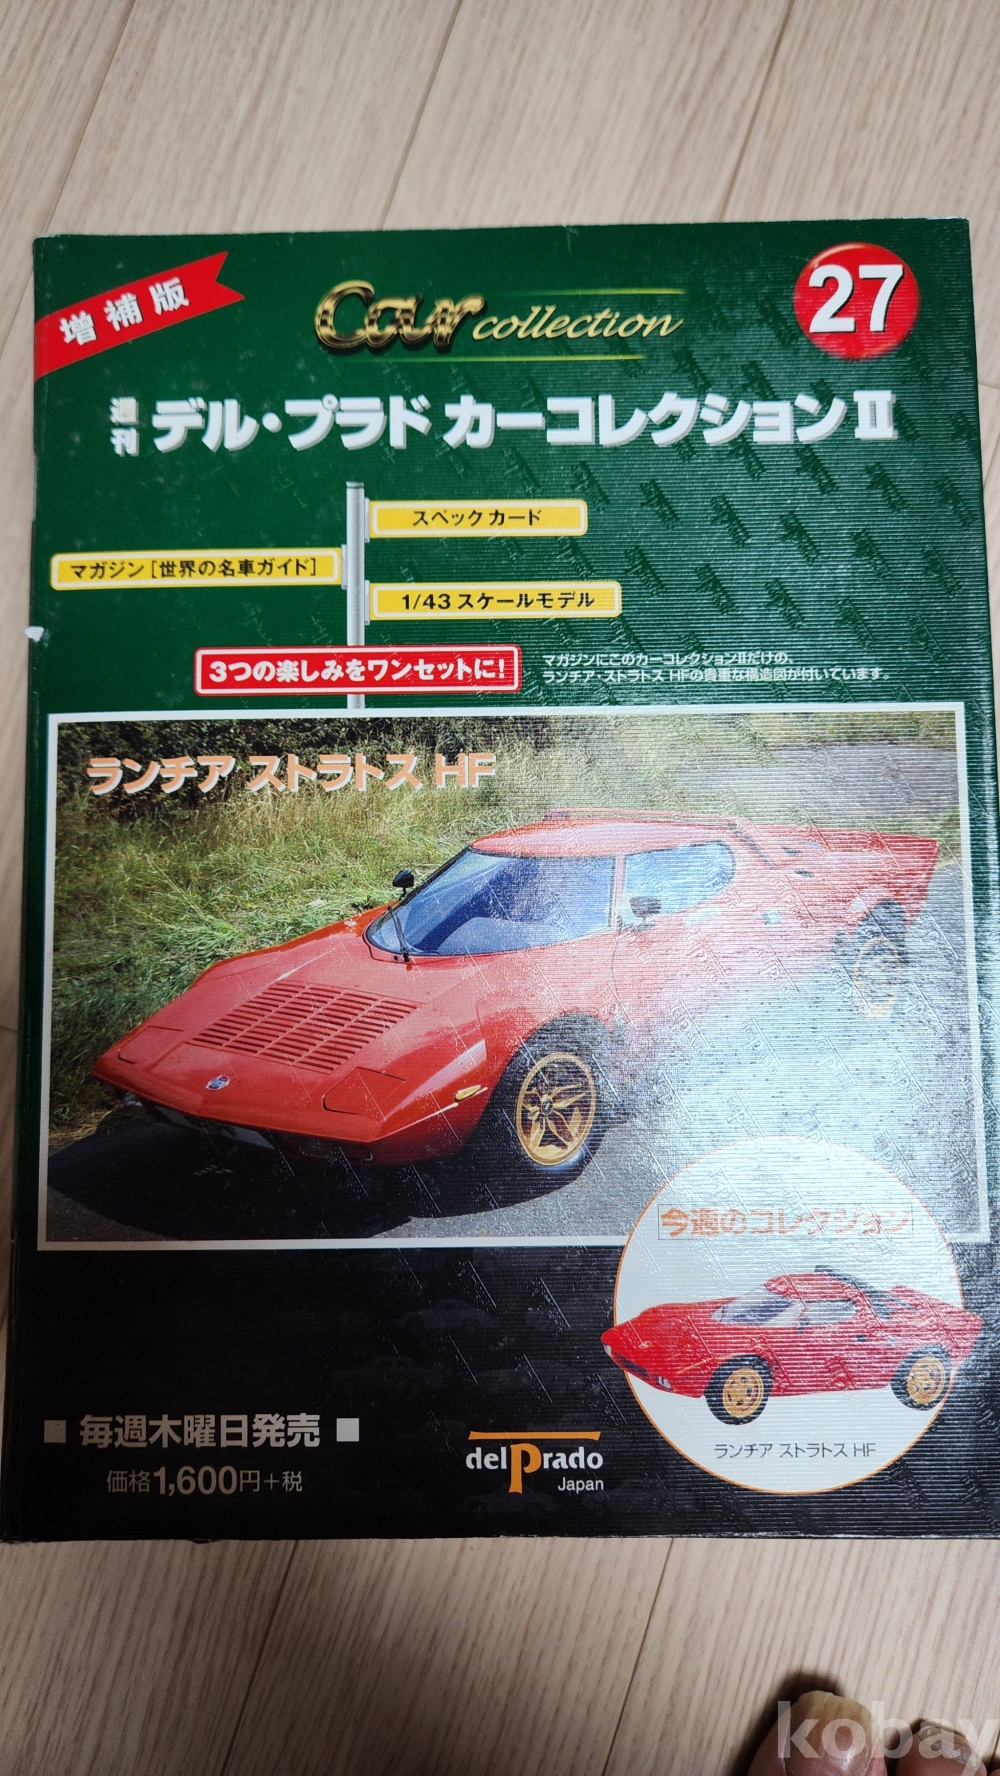 増補版
Car collection
27
週刊 デル・プラド カーコレクションII
スペックカード
マガジン［世界の名車ガイド］
1/43 スケールモデル
3つの楽しみをワンセットに!
マガジンにこのカーコレクションIIだけの、
ランチア・ストラトス HFの貴重な構造図が付いています。
ランチア ストラトス HF
今週のコレクション
ランチア ストラトス HF
■ 毎週木曜日発売 ■
価格1,600円+税
del Prado
Japan
kobay